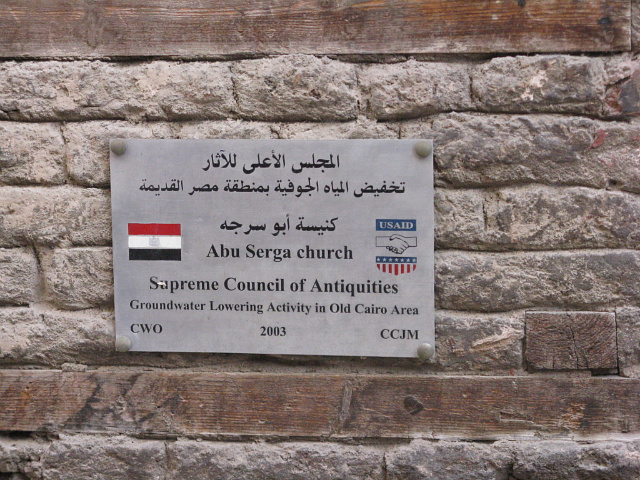 المجلس الأعلى للآثار
تخفيض المياه الجوفية بمنطقة مصر القديمة
كنيسة أبو سرجه
Abu Serga church
USAID
Supreme Council of Antiquities
Groundwater Lowering Activity in Old Cairo Area
CWO 2003 CCJM